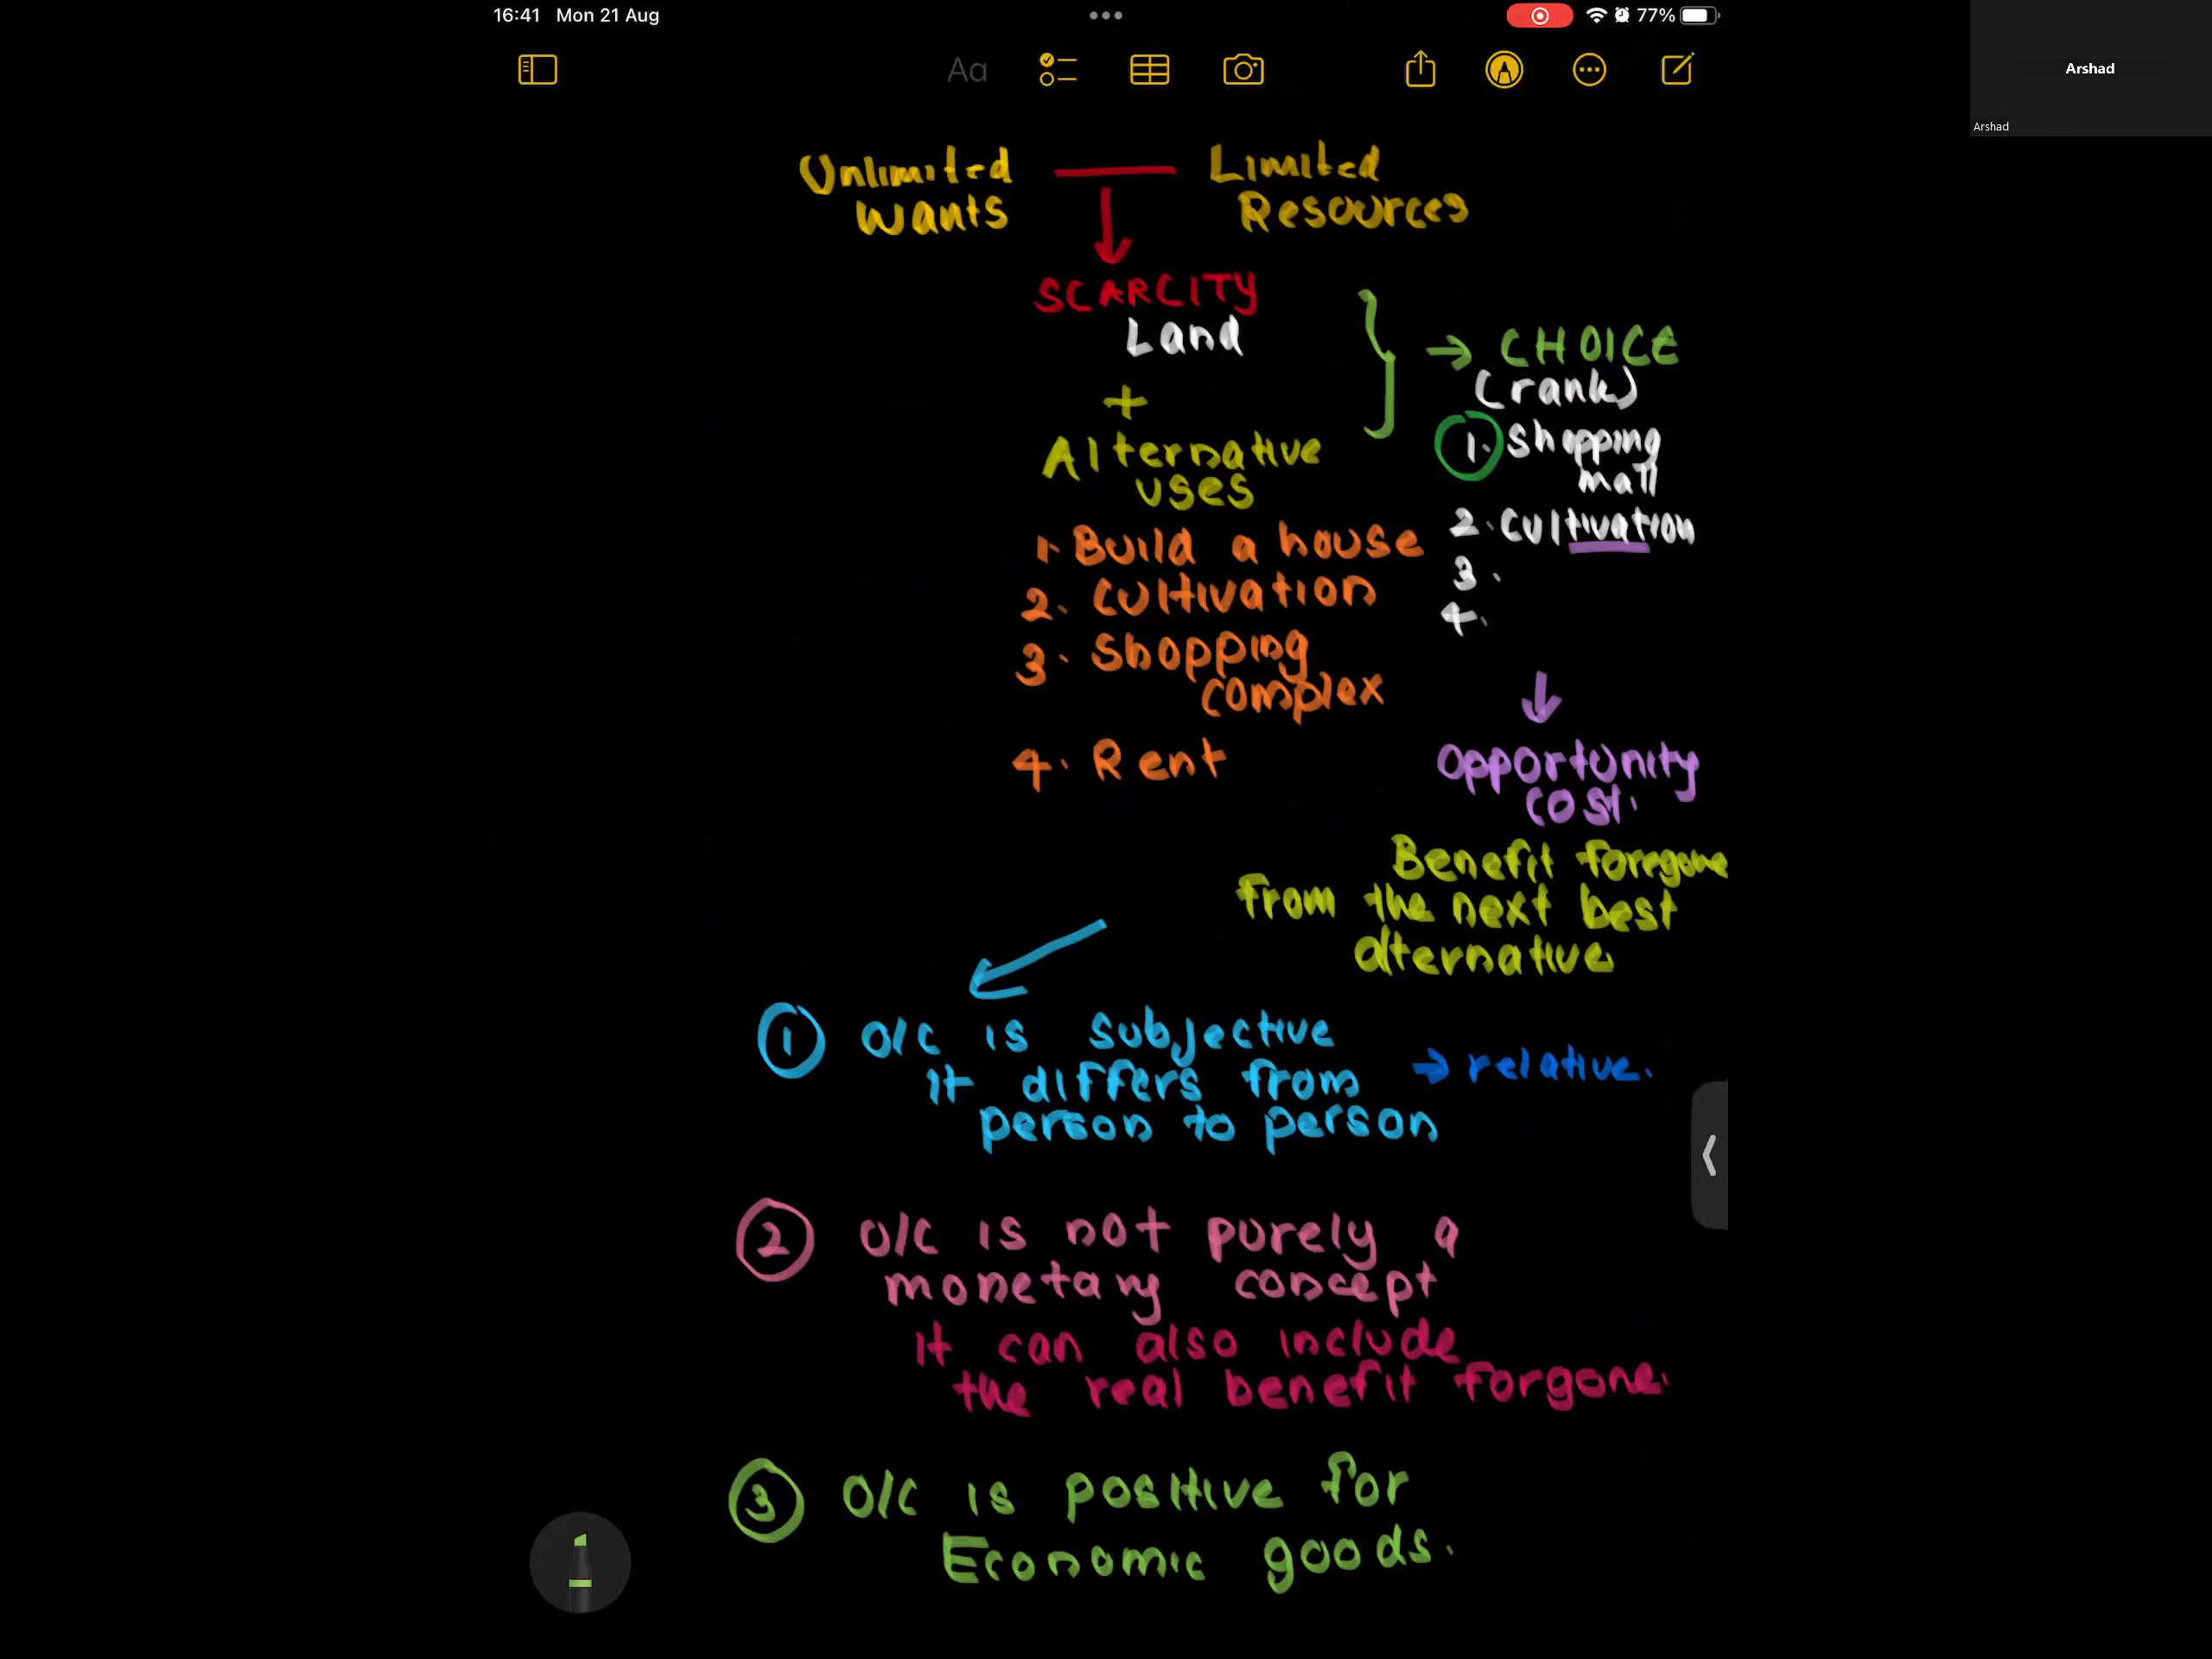 16:41 Mon 21 Aug
77%
Aa
Arshad
Arshad
Unlimited
wants
Limited
Resources
SCARCITY
Land
+
Alternative
uses
1. Build a house
2. Cultivation
3. Shopping
complex
4. Rent
→ CHOICE
(rank)
1. Shopping
mall
2. Cultivation
3.
4.
Opportunity
cost.
Benefit foregone
from the next best
alternative
1 O/C is subjective
it differs from
person to person
→ relative.
2 O/C is not purely a
monetary concept
it can also include
the real benefit forgone.
3 O/C is positive for
Economic goods.